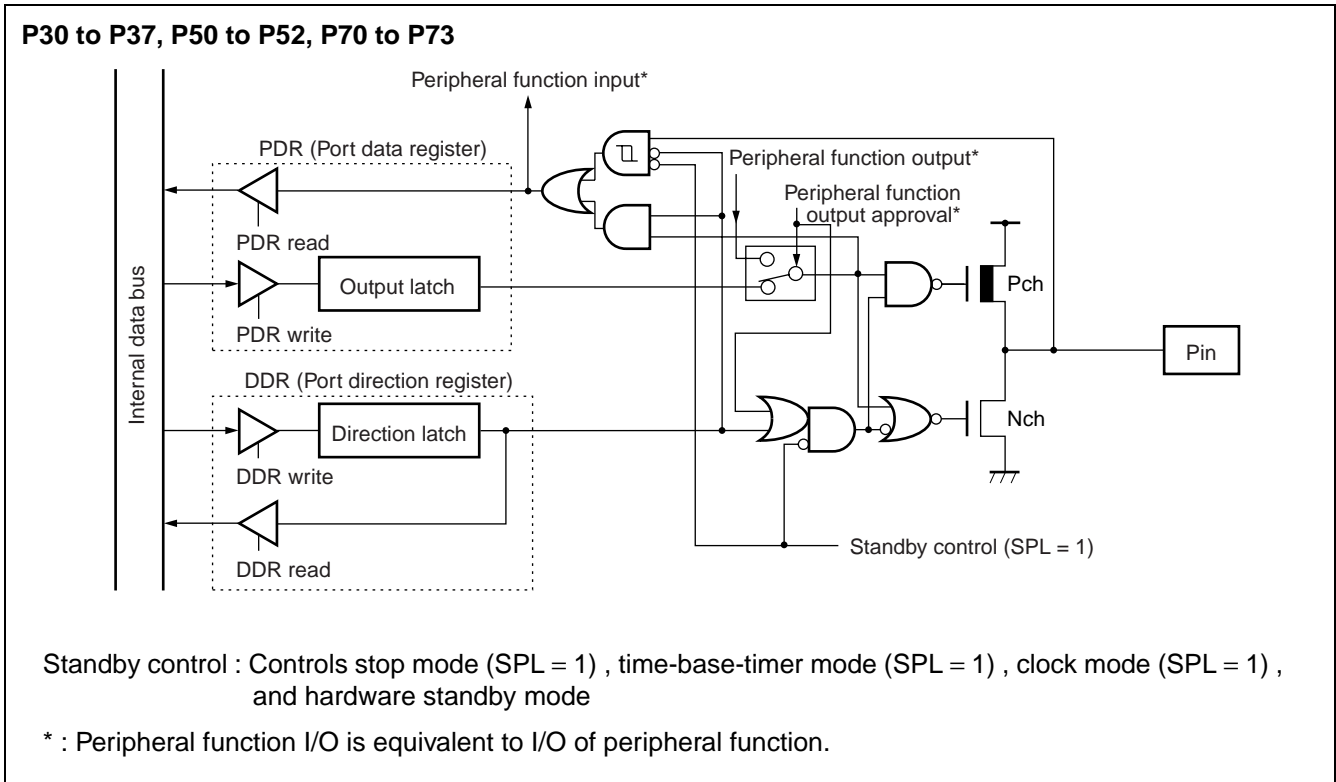 P30 to P37, P50 to P52, P70 to P73
Peripheral function input*
PDR (Port data register)
Peripheral function output*
Peripheral function
output approval*
PDR read
Internal data bus
Output latch
Pch
PDR write
Pin
DDR (Port direction register)
Direction latch
Nch
DDR write
Standby control (SPL = 1)
DDR read
Standby control : Controls stop mode (SPL = 1) , time-base-timer mode (SPL = 1) , clock mode (SPL = 1) ,
and hardware standby mode
* : Peripheral function I/O is equivalent to I/O of peripheral function.